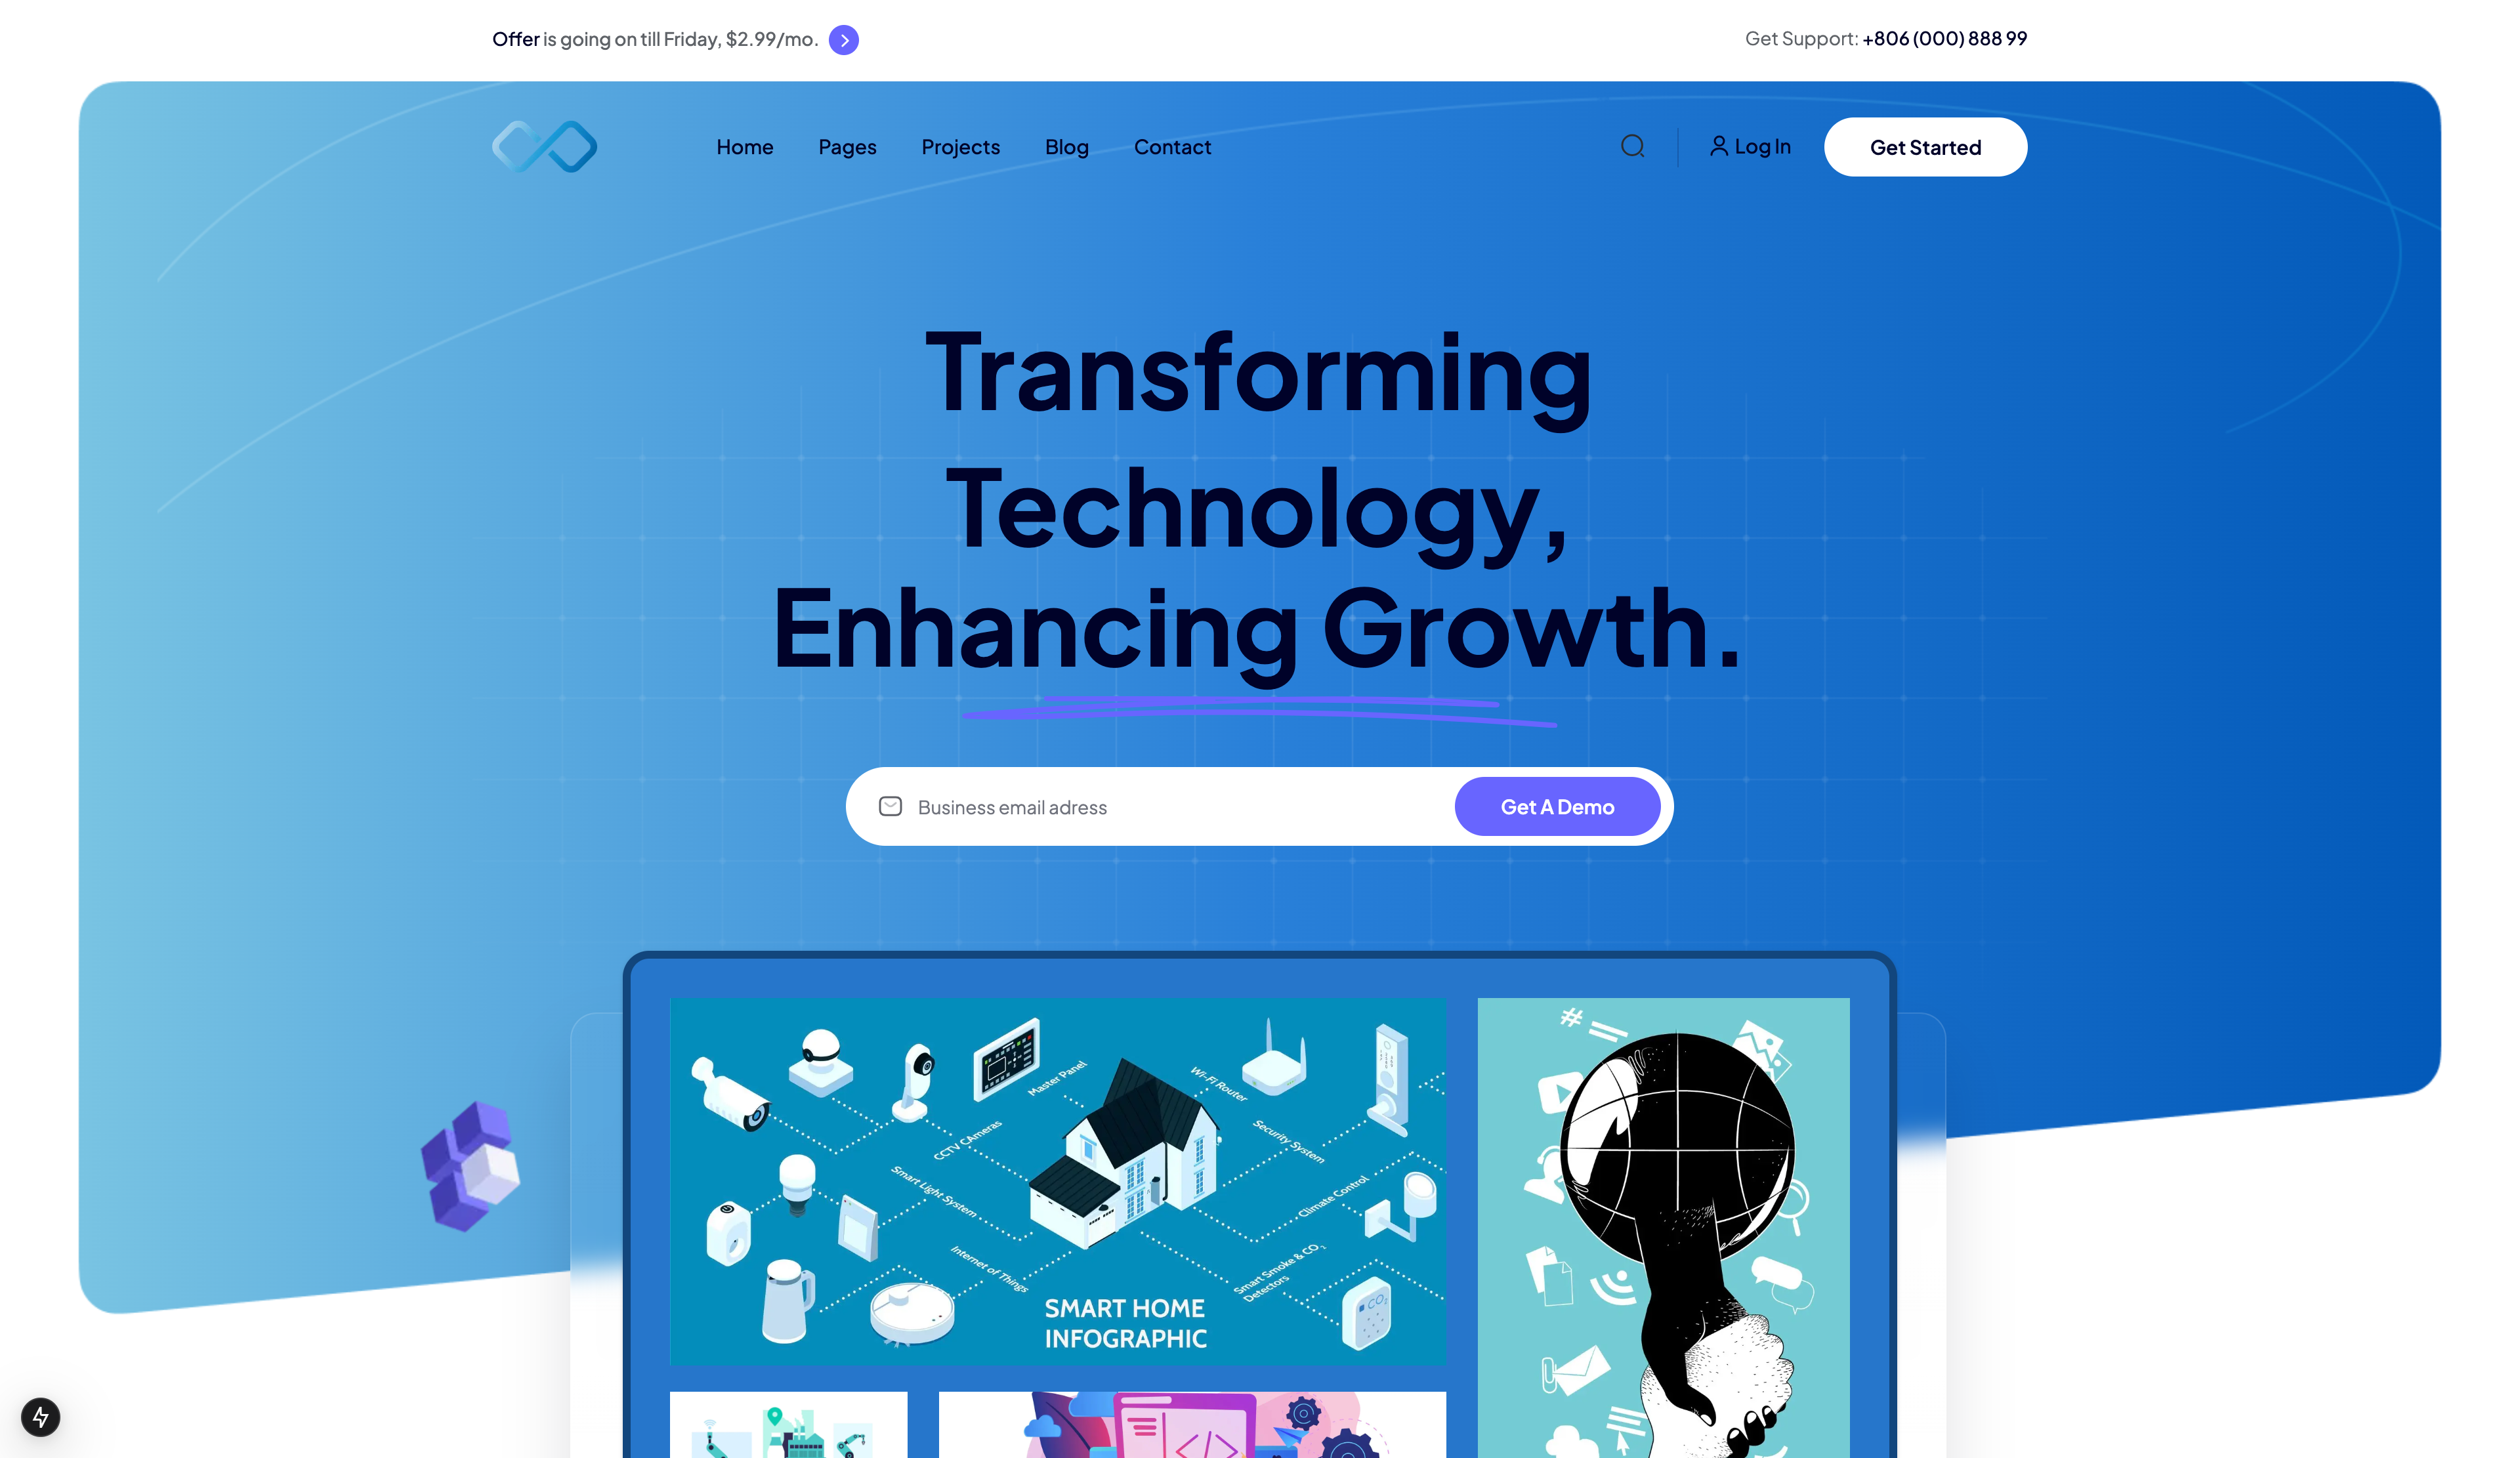 Offer is going on till Friday, $2.99/mo.
Get Support: +806 (000) 888 99
Home
Pages
Projects
Blog
Contact
Log In
Get Started
Transforming
Technology,
Enhancing Growth.
Business email adress
Get A Demo
Master Panel
Wi-Fi Router
CCTV CAmeras
Security System
Smart Light System
Climate Control
Internet of Things
Smart Smoke & CO2
Detectors
CO2
SMART HOME
INFOGRAPHIC
#